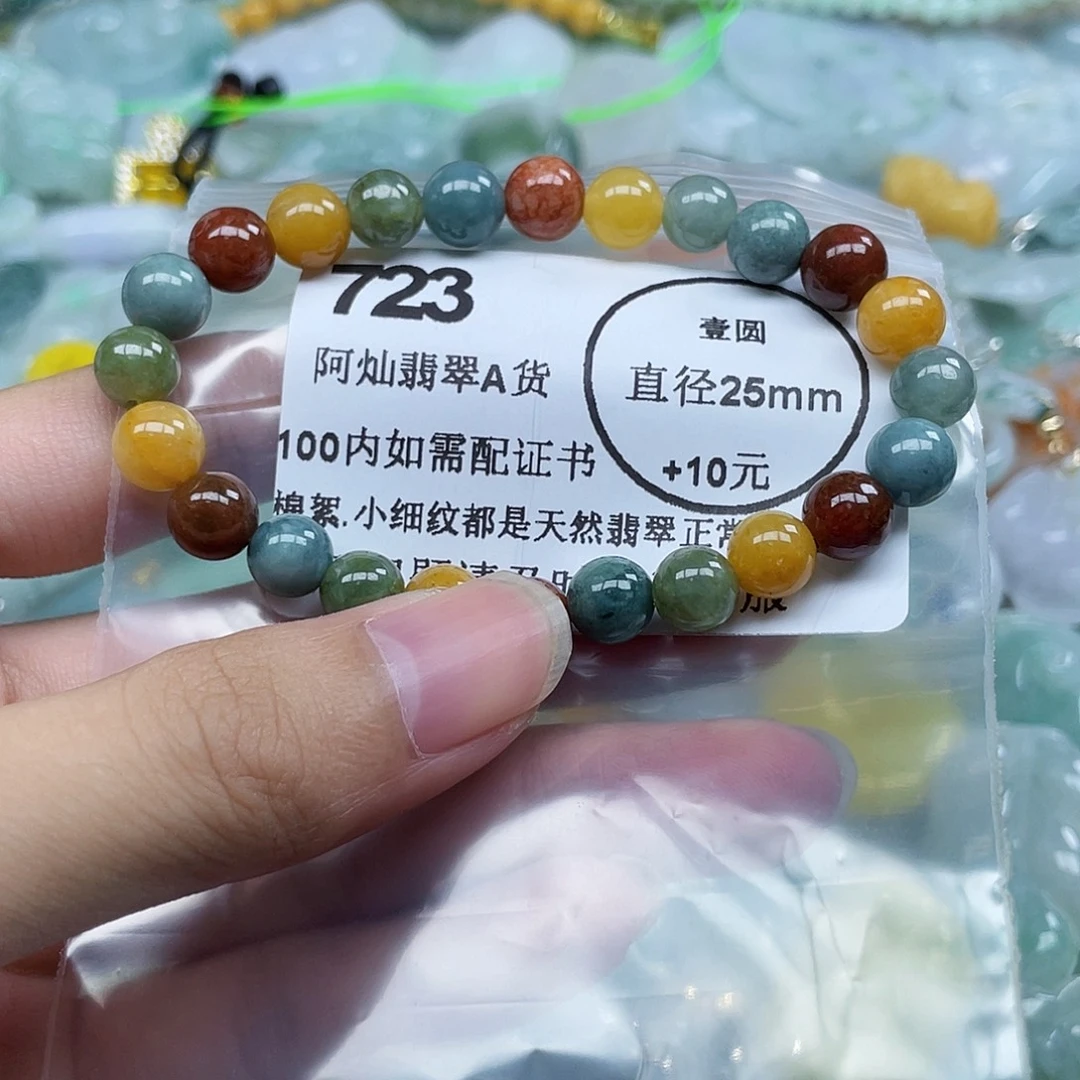 723
阿灿翡翠A货
100内如需配证书
棉絮.小细纹都是天然翡翠正常
壹圆
直径25mm
+10元